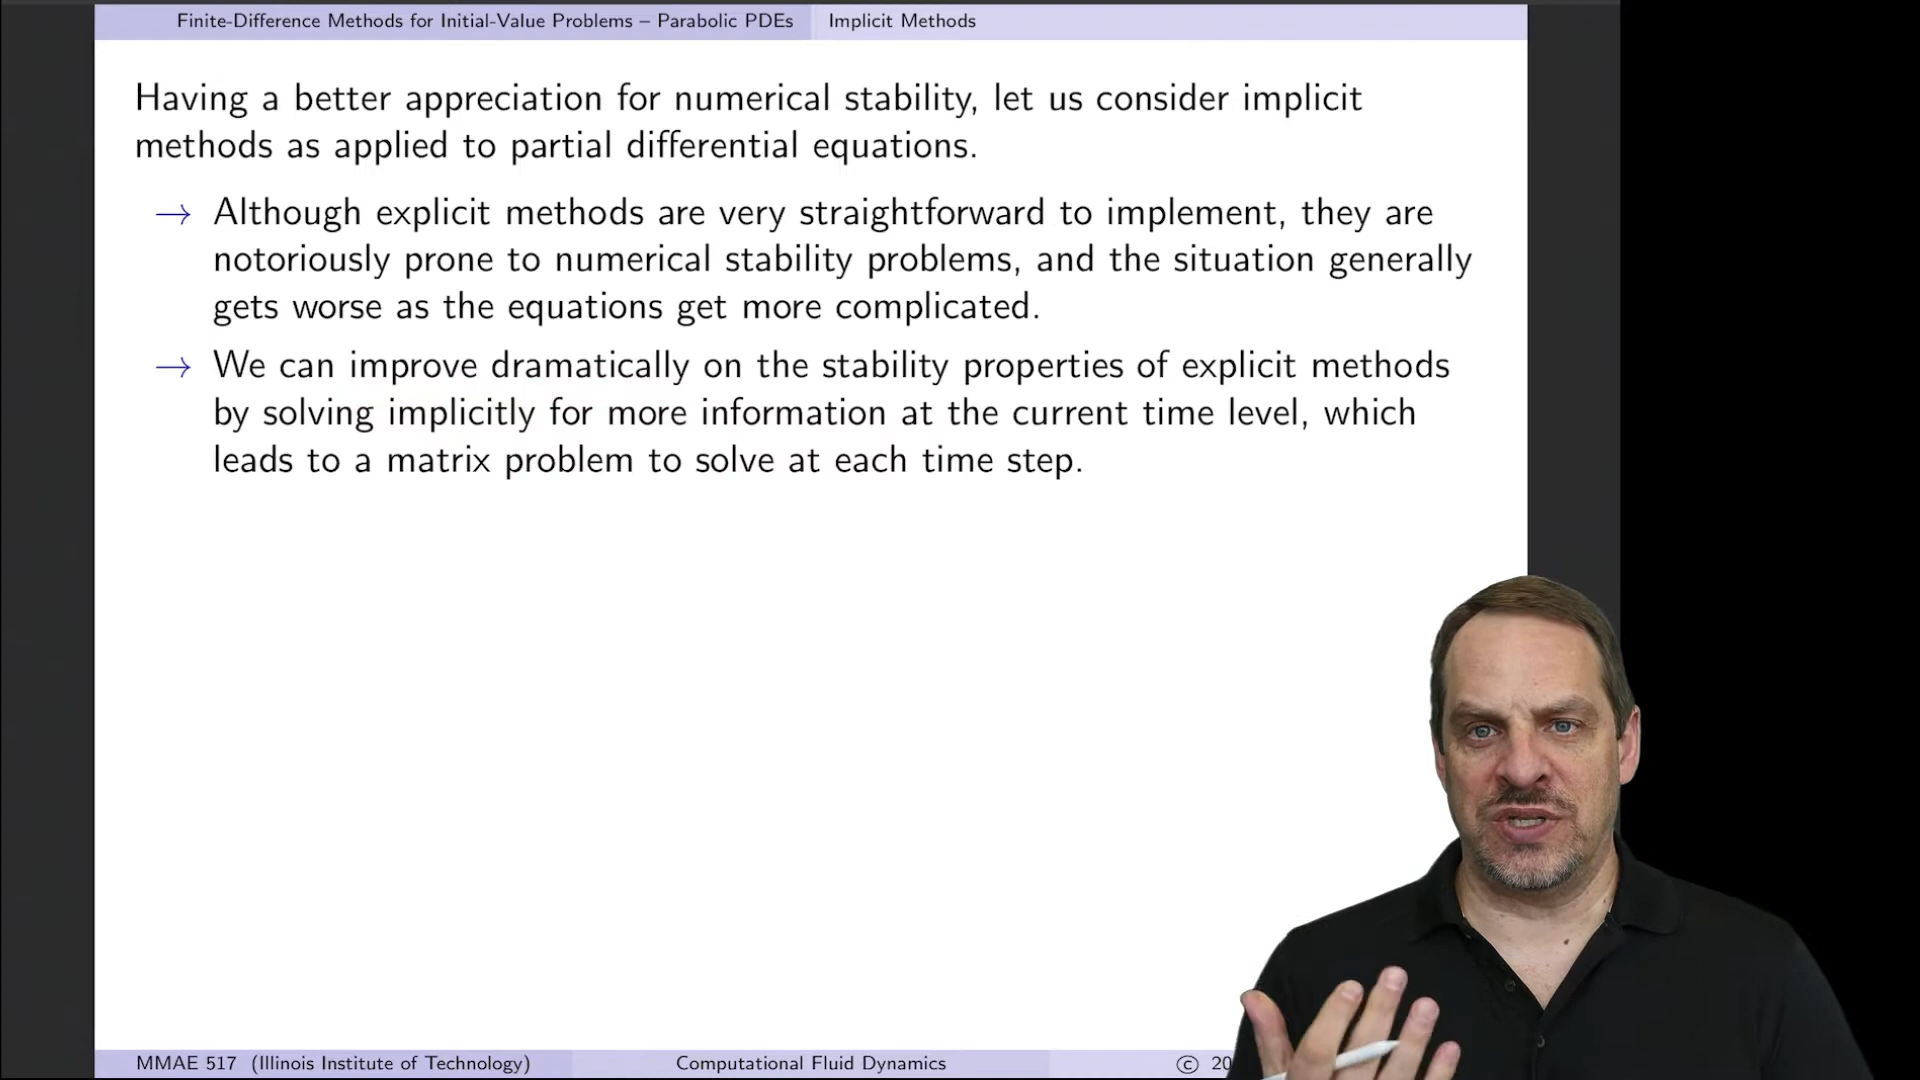 Finite-Difference Methods for Initial-Value Problems – Parabolic PDEs Implicit Methods
Having a better appreciation for numerical stability, let us consider implicit
methods as applied to partial differential equations.
→ Although explicit methods are very straightforward to implement, they are
notoriously prone to numerical stability problems, and the situation generally
gets worse as the equations get more complicated.
→ We can improve dramatically on the stability properties of explicit methods
by solving implicitly for more information at the current time level, which
leads to a matrix problem to solve at each time step.
MMAE 517 (Illinois Institute of Technology) Computational Fluid Dynamics ©